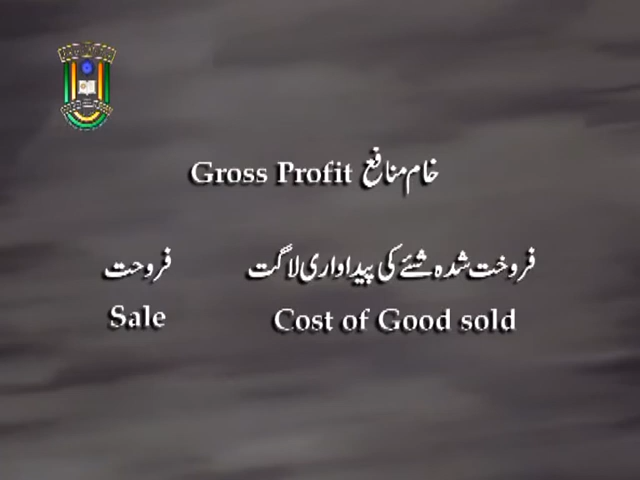 Gross Profit خام منافع
فروحت فروخت شدہ شئے کی پیداواری لاگت
Sale Cost of Good sold